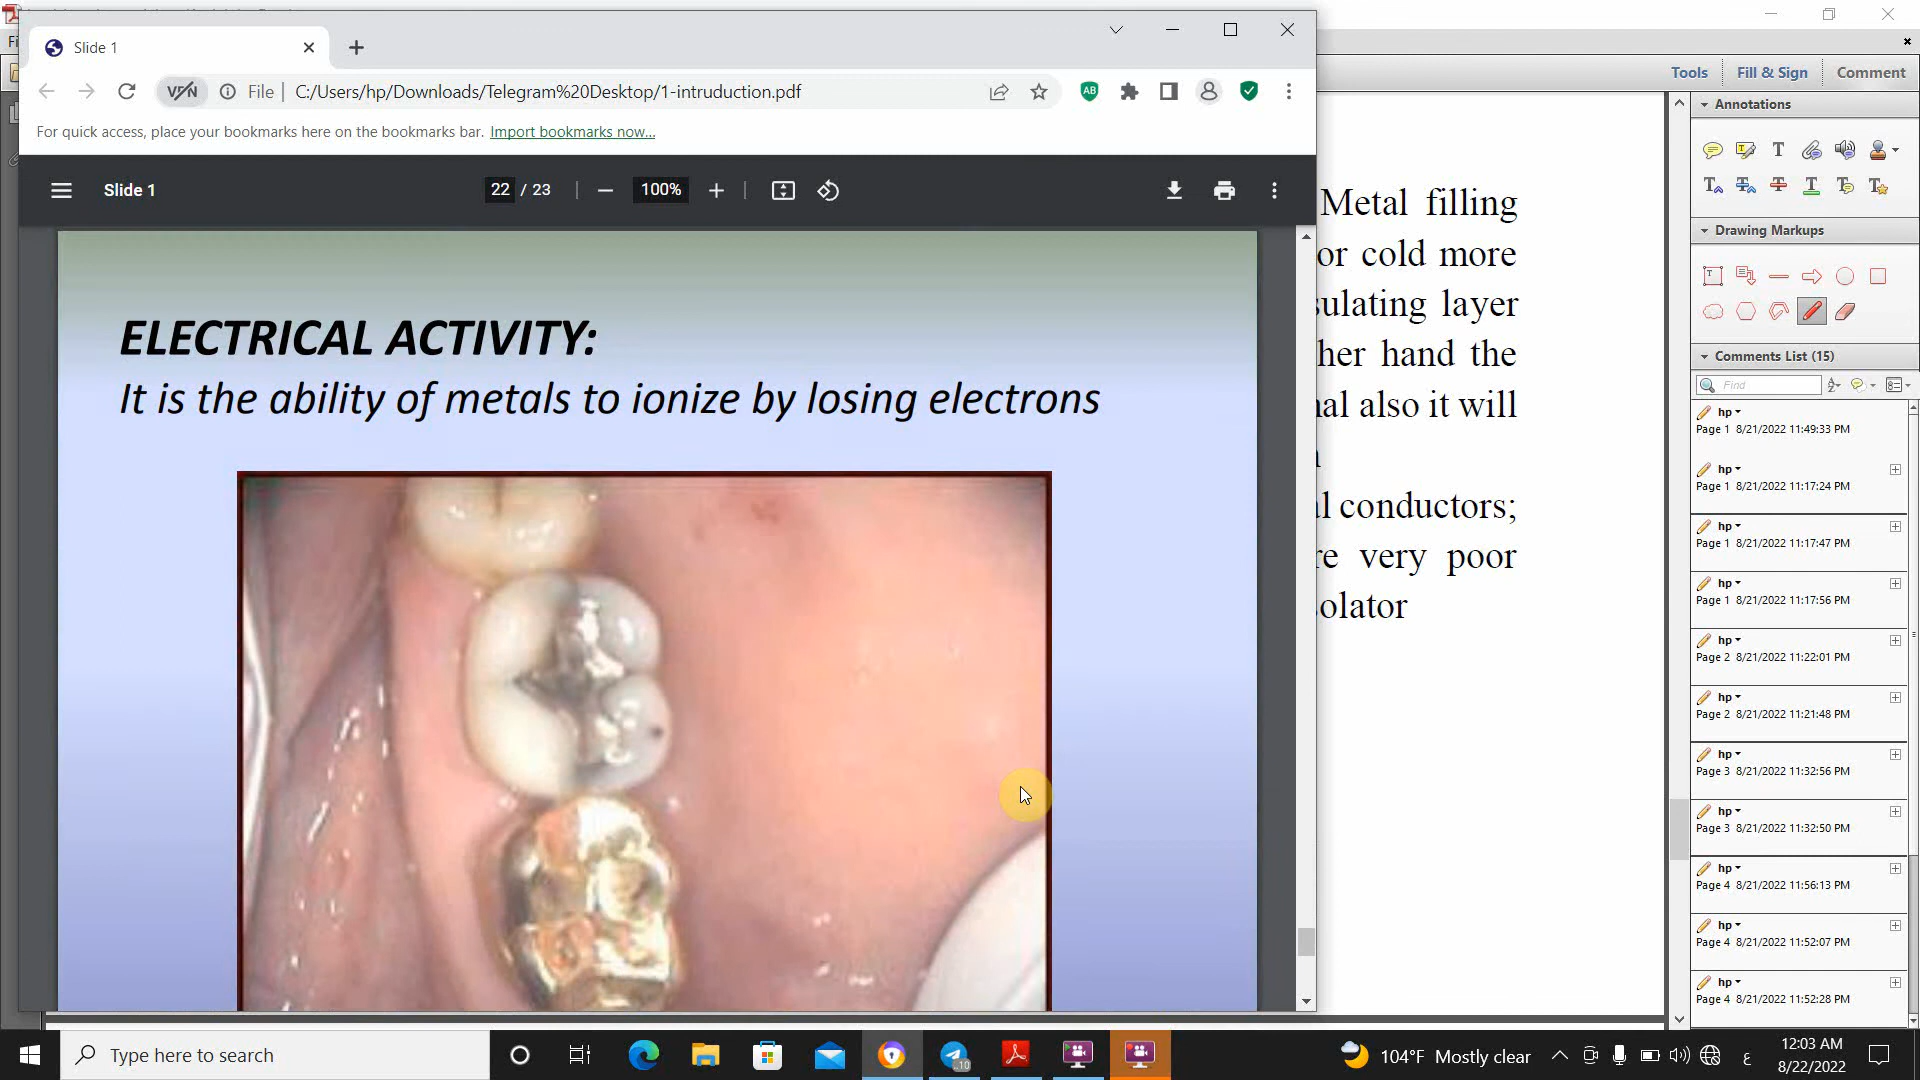 Slide 1
File
C:/Users/hp/Downloads/Telegram%20Desktop/1-intruduction.pdf
For quick access, place your bookmarks here on the bookmarks bar. Import bookmarks now...
Slide 1
22 / 23
100%
ELECTRICAL ACTIVITY:
It is the ability of metals to ionize by losing electrons
Tools
Fill & Sign
Comment
Metal filling
or cold more
sulating layer
her hand the
al also it will
al conductors;
re very poor
olator
Annotations
Drawing Markups
Comments List (15)
Find
hp
Page 1 8/21/2022 11:49:33 PM
hp
Page 1 8/21/2022 11:17:24 PM
hp
Page 1 8/21/2022 11:17:47 PM
hp
Page 1 8/21/2022 11:17:56 PM
hp
Page 2 8/21/2022 11:22:01 PM
hp
Page 2 8/21/2022 11:21:48 PM
hp
Page 3 8/21/2022 11:32:56 PM
hp
Page 3 8/21/2022 11:32:50 PM
hp
Page 4 8/21/2022 11:56:13 PM
hp
Page 4 8/21/2022 11:52:07 PM
hp
Page 4 8/21/2022 11:52:28 PM
Type here to search
10
104°F Mostly clear
ع
12:03 AM
8/22/2022